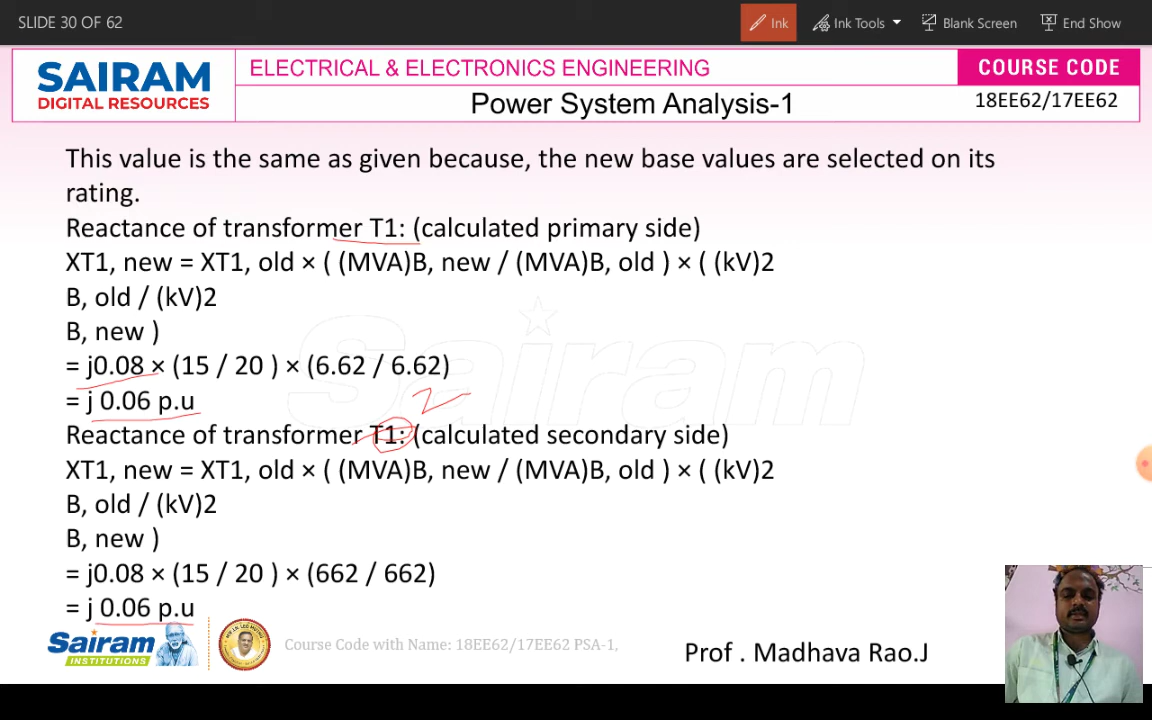 SLIDE 30 OF 62
Ink
Ink Tools
Blank Screen
End Show
SAIRAM
DIGITAL RESOURCES
ELECTRICAL & ELECTRONICS ENGINEERING
Power System Analysis-1
COURSE CODE
18EE62/17EE62
This value is the same as given because, the new base values are selected on its
rating.
Reactance of transformer T1: (calculated primary side)
XT1, new = XT1, old × ( (MVA)B, new / (MVA)B, old ) × ( (kV)2
B, old / (kV)2
B, new )
= j0.08 × (15 / 20 ) × (6.62 / 6.62)
= j 0.06 p.u
2
Reactance of transformer T1: (calculated secondary side)
XT1, new = XT1, old × ( (MVA)B, new / (MVA)B, old ) × ( (kV)2
B, old / (kV)2
B, new )
= j0.08 × (15 / 20 ) × (662 / 662)
= j 0.06 p.u
Sairam
Sairam
INSTITUTIONS
Course Code with Name: 18EE62/17EE62 PSA-1,
Prof . Madhava Rao.J